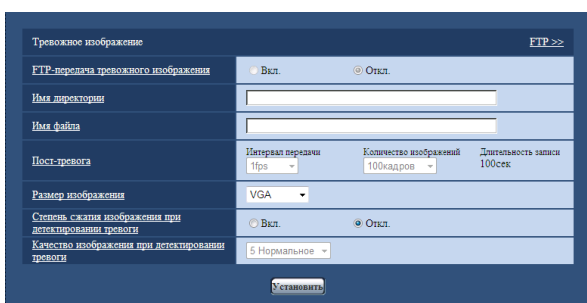 Тревожное изображение FTP >>
FTP-передача тревожного изображения Вкл. Откл.
Имя директории
Имя файла
Интервал передачи Количество изображений Длительность записи
Пост-тревога 1fps 100кадров 100сек
Размер изображения VGA
Степень сжатия изображения при
детектировании тревоги Вкл. Откл.
Качество изображения при детектировании
тревоги 5 Нормальное
Установить